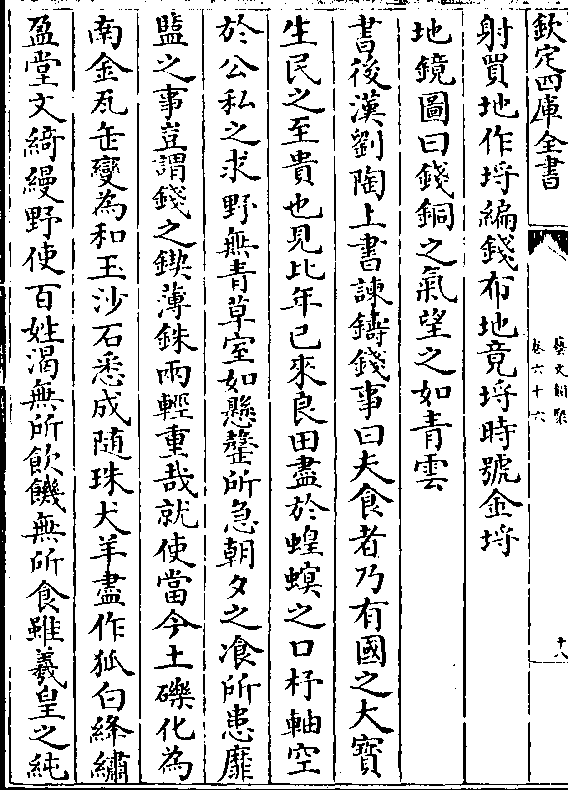 欽定四庫全書
藝文類聚
卷六十六
十八
射買地作埒編錢布地竟埒時號金埒
地鏡圖曰錢銅之氣望之如青雲
書後漢劉陶上書諫鑄錢事曰夫食者乃有國之大寶
生民之至貴也見比年已來良田盡於蝗螟之口杼軸空
於公私之求野無青草室如懸罄所急朝夕之飡所患靡
盬之事豈謂錢之鍥薄銖兩輕重哉就使當今土礫化為
南金瓦缶變為和玉沙石悉成随珠犬羊盡作狐白綘繡
盈堂文綺縵野使百姓渴無所飲饑無所食雖羲皇之純